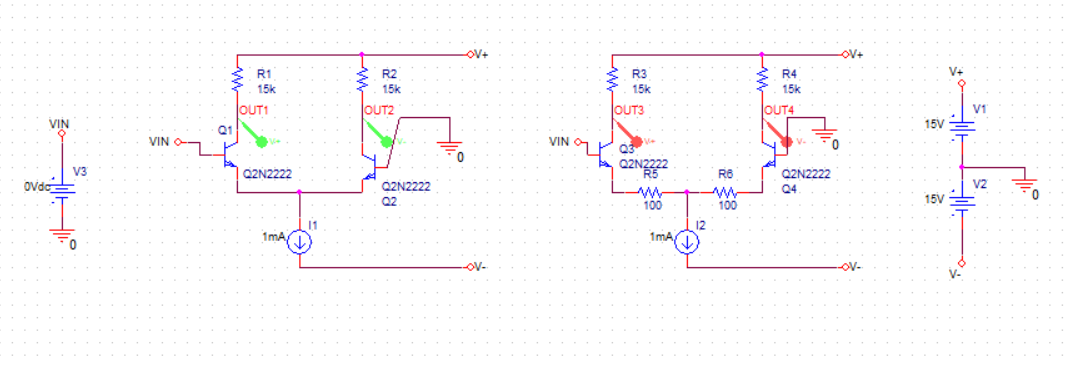 VIN
V3
0Vdc
0
V+
R1
15k
R2
15k
OUT1
OUT2
Q1
V+
V-
VIN
0
Q2N2222
Q2N2222
Q2
I1
1mA
V-
V+
R3
15k
R4
15k
OUT3
OUT4
VIN
Q3
V+
V-
0
Q2N2222
Q2N2222
Q4
R5
100
R6
100
I2
1mA
V-
V+
V1
15V
V2
15V
0
V-